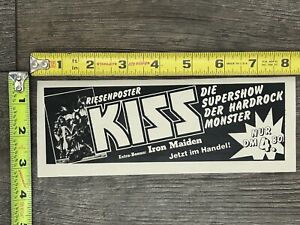 ft 1 2 3 4 5 6 7 8
1
2
3
4
RIESENPOSTER
KISS
DIE
SUPERSHOW
DER HARDROCK
MONSTER
Extra-Bonus: Iron Maiden
Jetzt im Handel!
NUR
DM 4.80